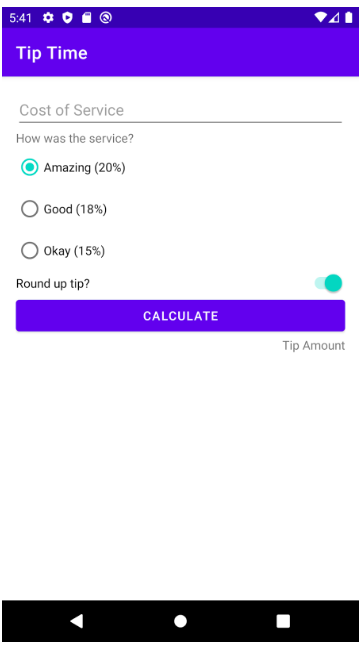 5:41
Tip Time
Cost of Service
How was the service?
Amazing (20%)
Good (18%)
Okay (15%)
Round up tip?
CALCULATE
Tip Amount